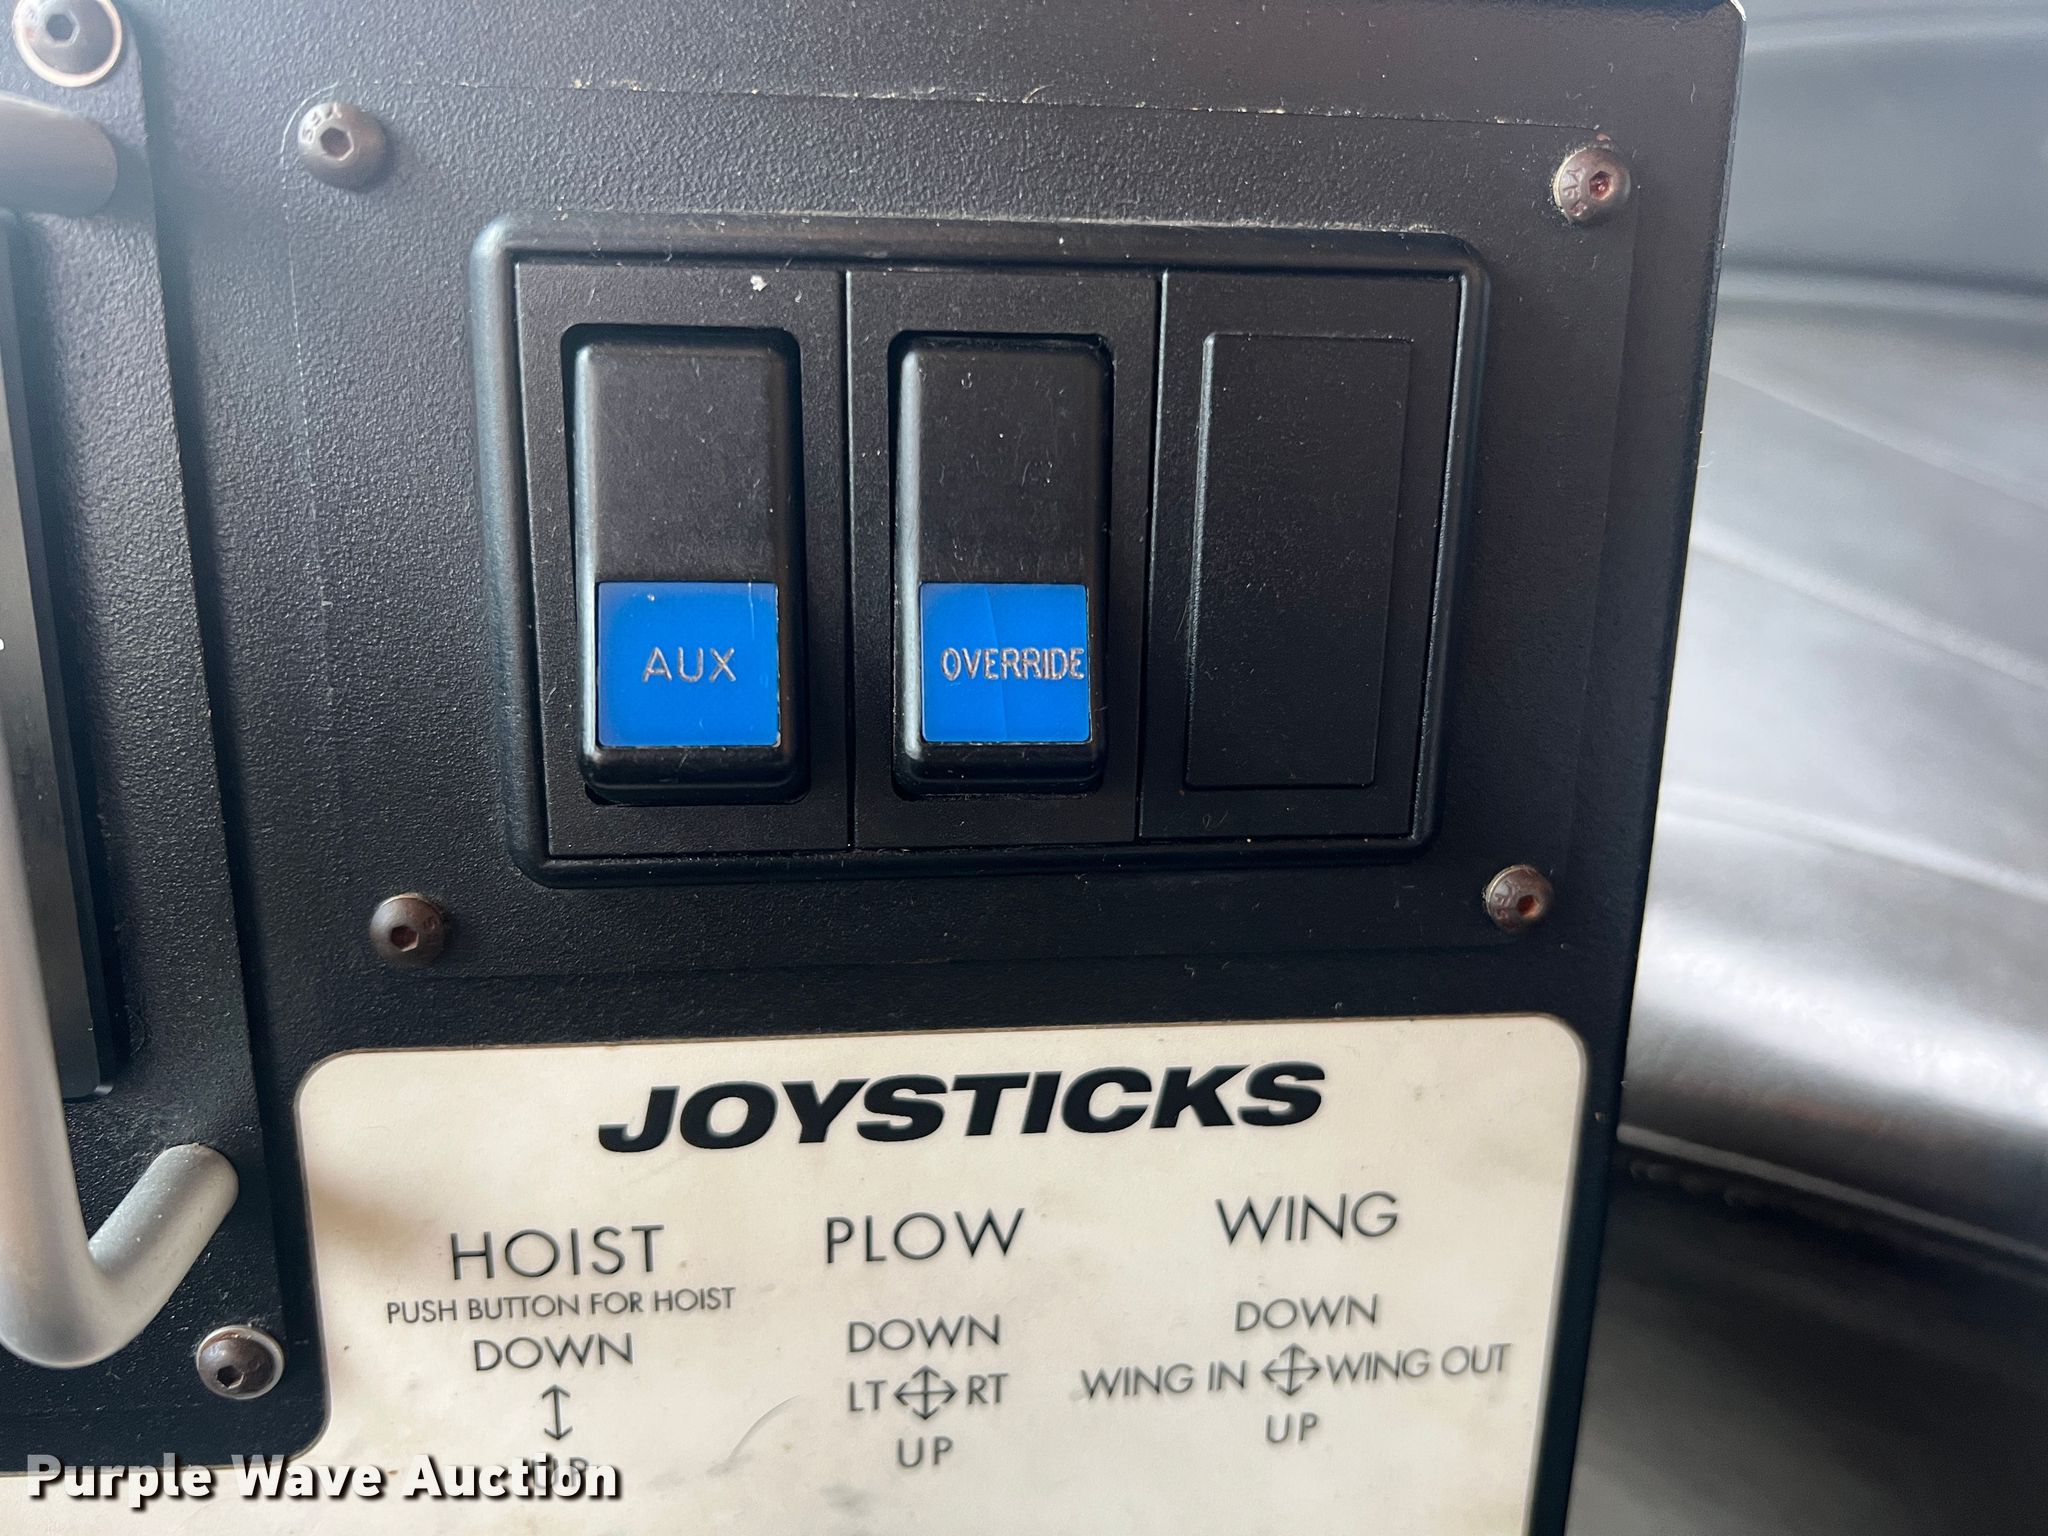 AUX
OVERRIDE
JOYSTICKS
HOIST
PUSH BUTTON FOR HOIST
DOWN
UP
PLOW
DOWN
LT RT
UP
WING
DOWN
WING IN WING OUT
UP
Purple Wave Auction